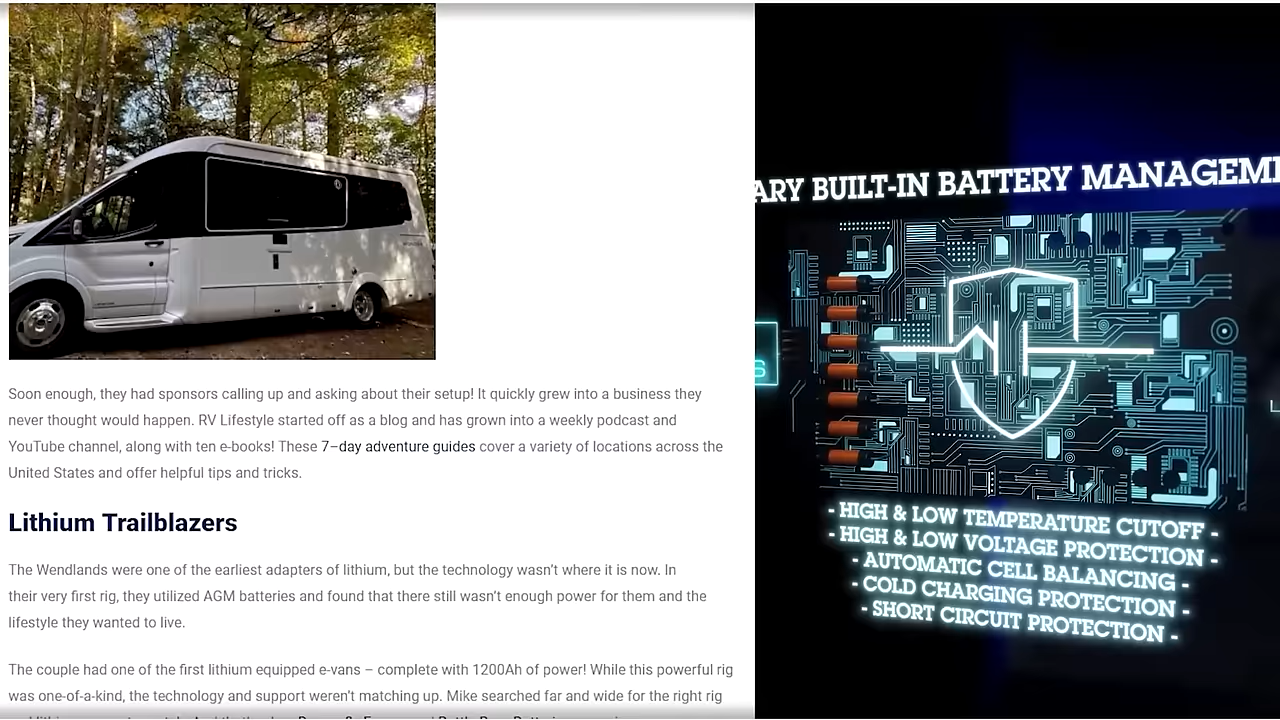 Soon enough, they had sponsors calling up and asking about their setup! It quickly grew into a business they
never thought would happen. RV Lifestyle started off as a blog and has grown into a weekly podcast and
YouTube channel, along with ten e-books! These 7–day adventure guides cover a variety of locations across the
United States and offer helpful tips and tricks.
Lithium Trailblazers
The Wendlands were one of the earliest adapters of lithium, but the technology wasn’t where it is now. In
their very first rig, they utilized AGM batteries and found that there still wasn’t enough power for them and the
lifestyle they wanted to live.
The couple had one of the first lithium equipped e-vans – complete with 1200Ah of power! While this powerful rig
was one-of-a-kind, the technology and support weren’t matching up. Mike searched far and wide for the right rig
BUILT-IN BATTERY
- HIGH & LOW TEMPERATURE CUTOFF -
- HIGH & LOW VOLTAGE PROTECTION -
- AUTOMATIC CELL BALANCING -
- COLD CHARGING PROTECTION -
- SHORT CIRCUIT PROTECTION -